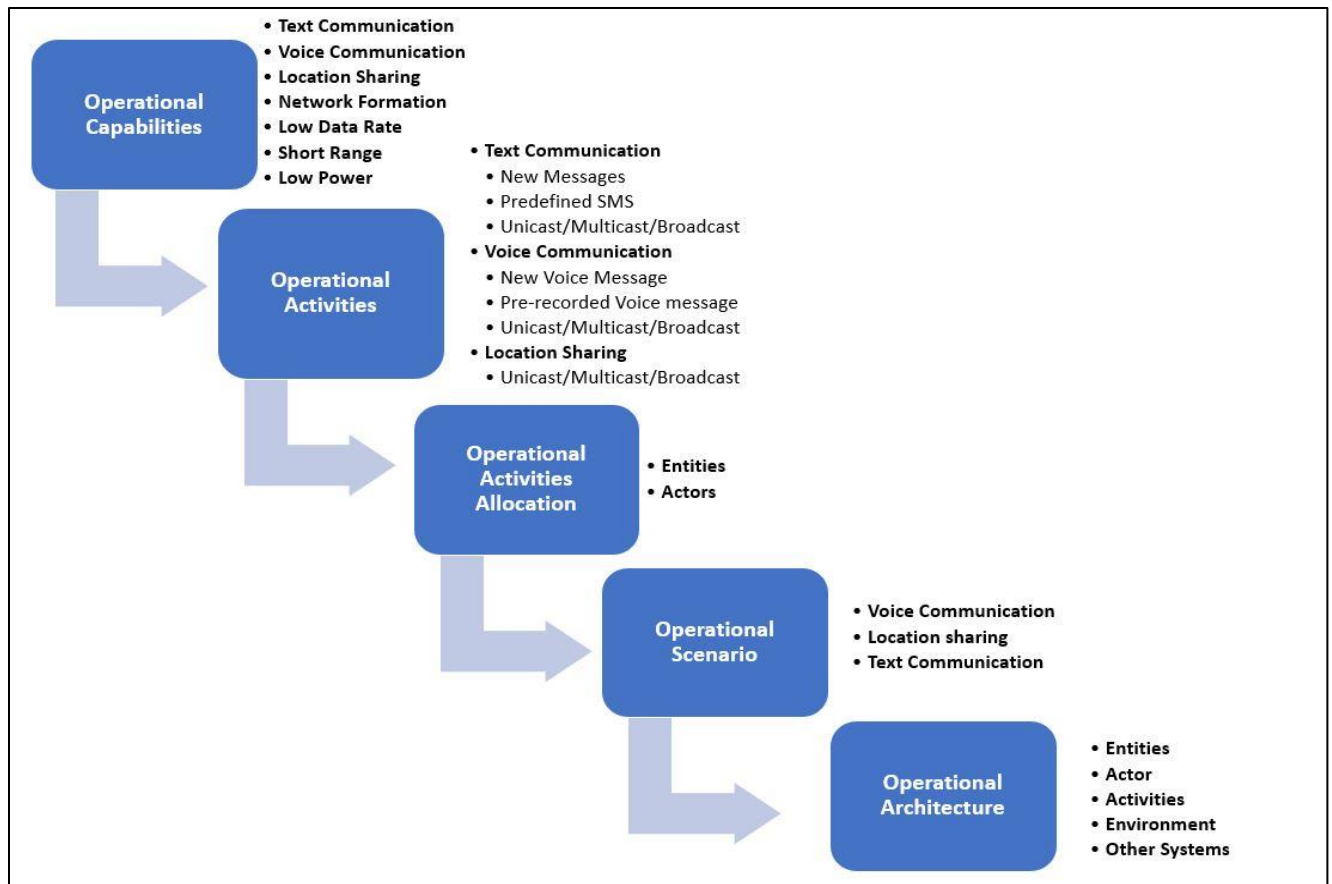 Operational
Capabilities
• Text Communication
• Voice Communication
• Location Sharing
• Network Formation
• Low Data Rate
• Short Range
• Low Power
Operational
Activities
• Text Communication
• New Messages
• Predefined SMS
• Unicast/Multicast/Broadcast
• Voice Communication
• New Voice Message
• Pre-recorded Voice message
• Unicast/Multicast/Broadcast
• Location Sharing
• Unicast/Multicast/Broadcast
Operational
Activities
Allocation
• Entities
• Actors
Operational
Scenario
• Voice Communication
• Location sharing
• Text Communication
Operational
Architecture
• Entities
• Actor
• Activities
• Environment
• Other Systems